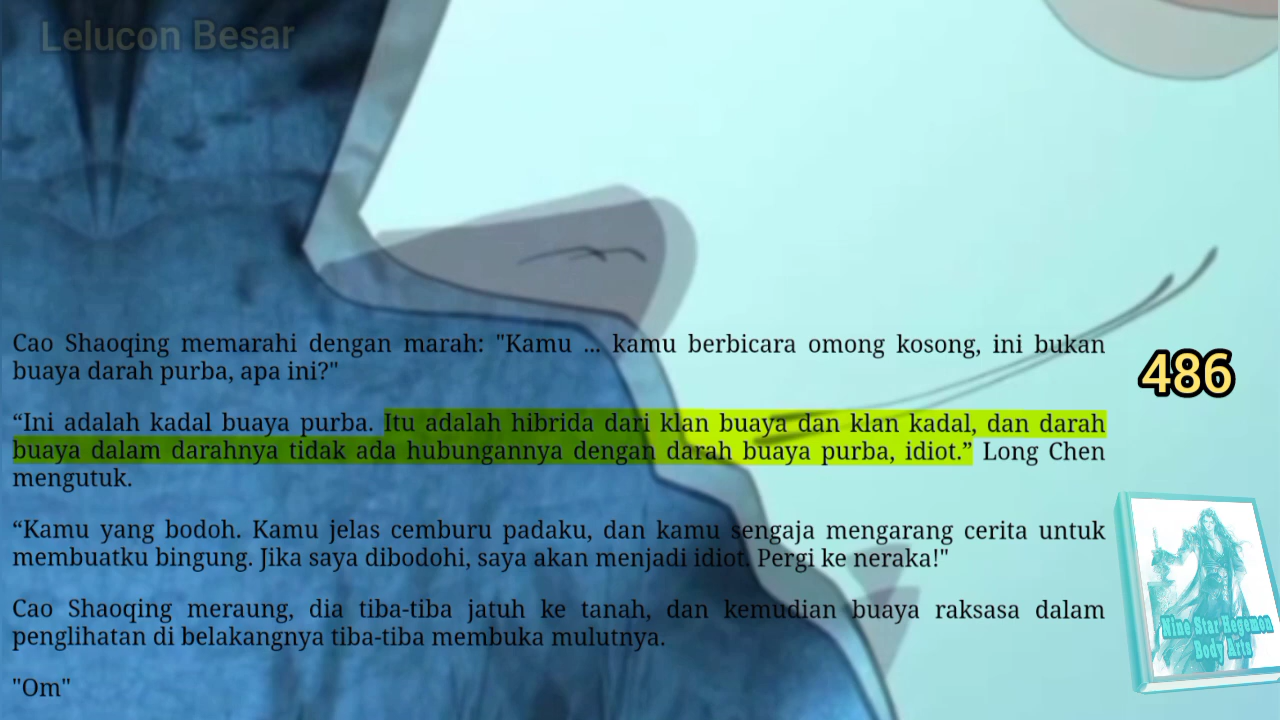 Lelucon Besar
Cao Shaoqing memarahi dengan marah: "Kamu ... kamu berbicara omong kosong, ini bukan
buaya darah purba, apa ini?"
“Ini adalah kadal buaya purba. Itu adalah hibrida dari klan buaya dan klan kadal, dan darah
buaya dalam darahnya tidak ada hubungannya dengan darah buaya purba, idiot.” Long Chen
mengutuk.
“Kamu yang bodoh. Kamu jelas cemburu padaku, dan kamu sengaja mengarang cerita untuk
membuatku bingung. Jika saya dibodohi, saya akan menjadi idiot. Pergi ke neraka!"
Cao Shaoqing meraung, dia tiba-tiba jatuh ke tanah, dan kemudian buaya raksasa dalam
penglihatan di belakangnya tiba-tiba membuka mulutnya.
"Om"
486
Nine Star Hegemon
Body Arts